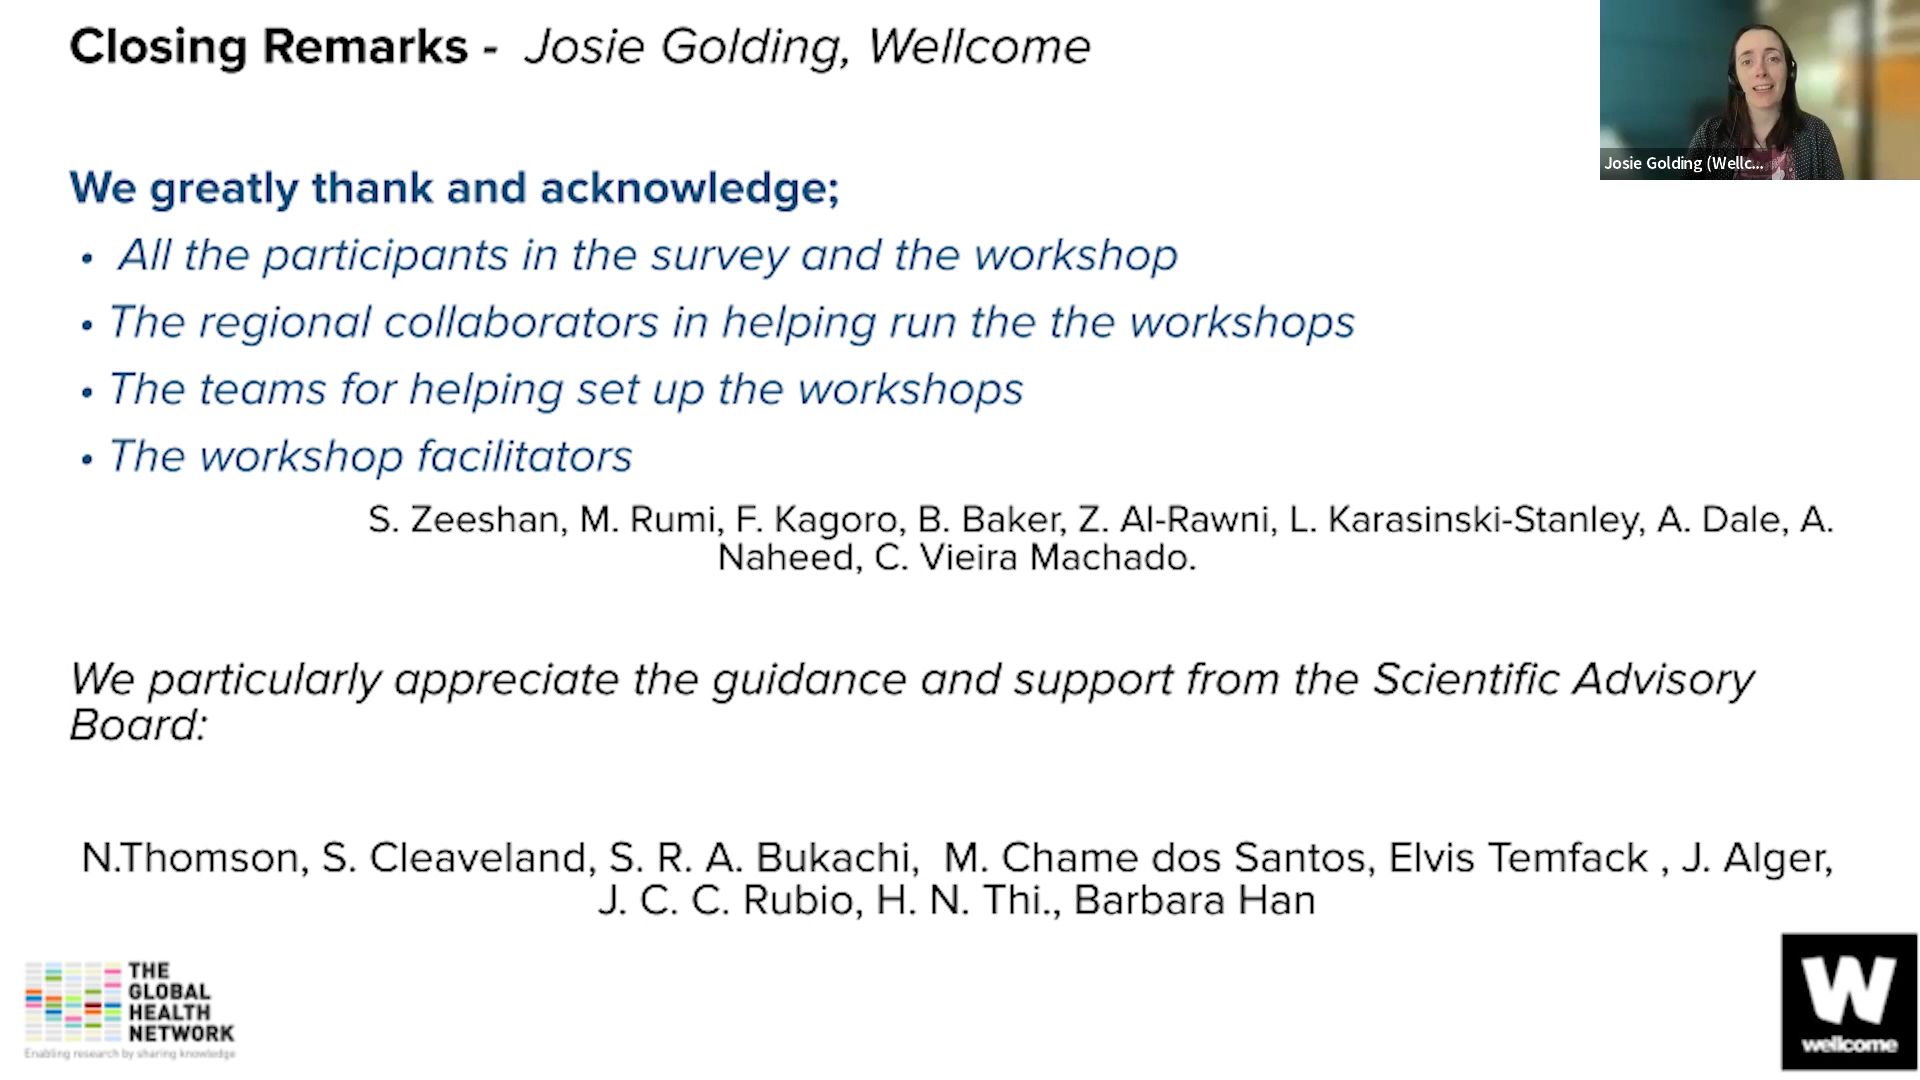 Closing Remarks - Josie Golding, Wellcome
Josie Golding (Wellc...
We greatly thank and acknowledge;
• All the participants in the survey and the workshop
• The regional collaborators in helping run the the workshops
• The teams for helping set up the workshops
• The workshop facilitators
S. Zeeshan, M. Rumi, F. Kagoro, B. Baker, Z. Al-Rawni, L. Karasinski-Stanley, A. Dale, A.
Naheed, C. Vieira Machado.
We particularly appreciate the guidance and support from the Scientific Advisory
Board:
N.Thomson, S. Cleaveland, S. R. A. Bukachi, M. Chame dos Santos, Elvis Temfack , J. Alger,
J. C. C. Rubio, H. N. Thi., Barbara Han
THE
GLOBAL
HEALTH
NETWORK
Enabling research by sharing knowledge
W
wellcome